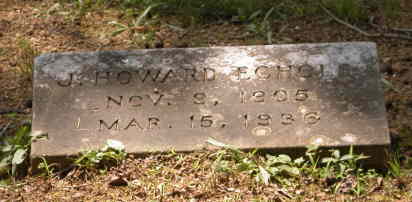 J. HOWARD ECHOLS
NOV. 9, 1905
MAR. 15, 1936